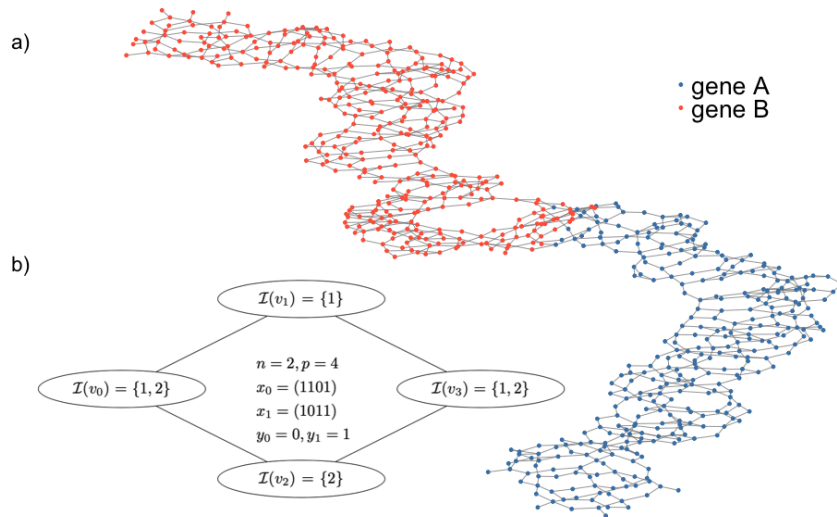 a)
gene A
gene B
b)
𝓘(v₁) = {1}
n = 2, p = 4
𝓘(v₀) = {1, 2}
x₀ = (1101)
𝓘(v₃) = {1, 2}
x₁ = (1011)
y₀ = 0, y₁ = 1
𝓘(v₂) = {2}